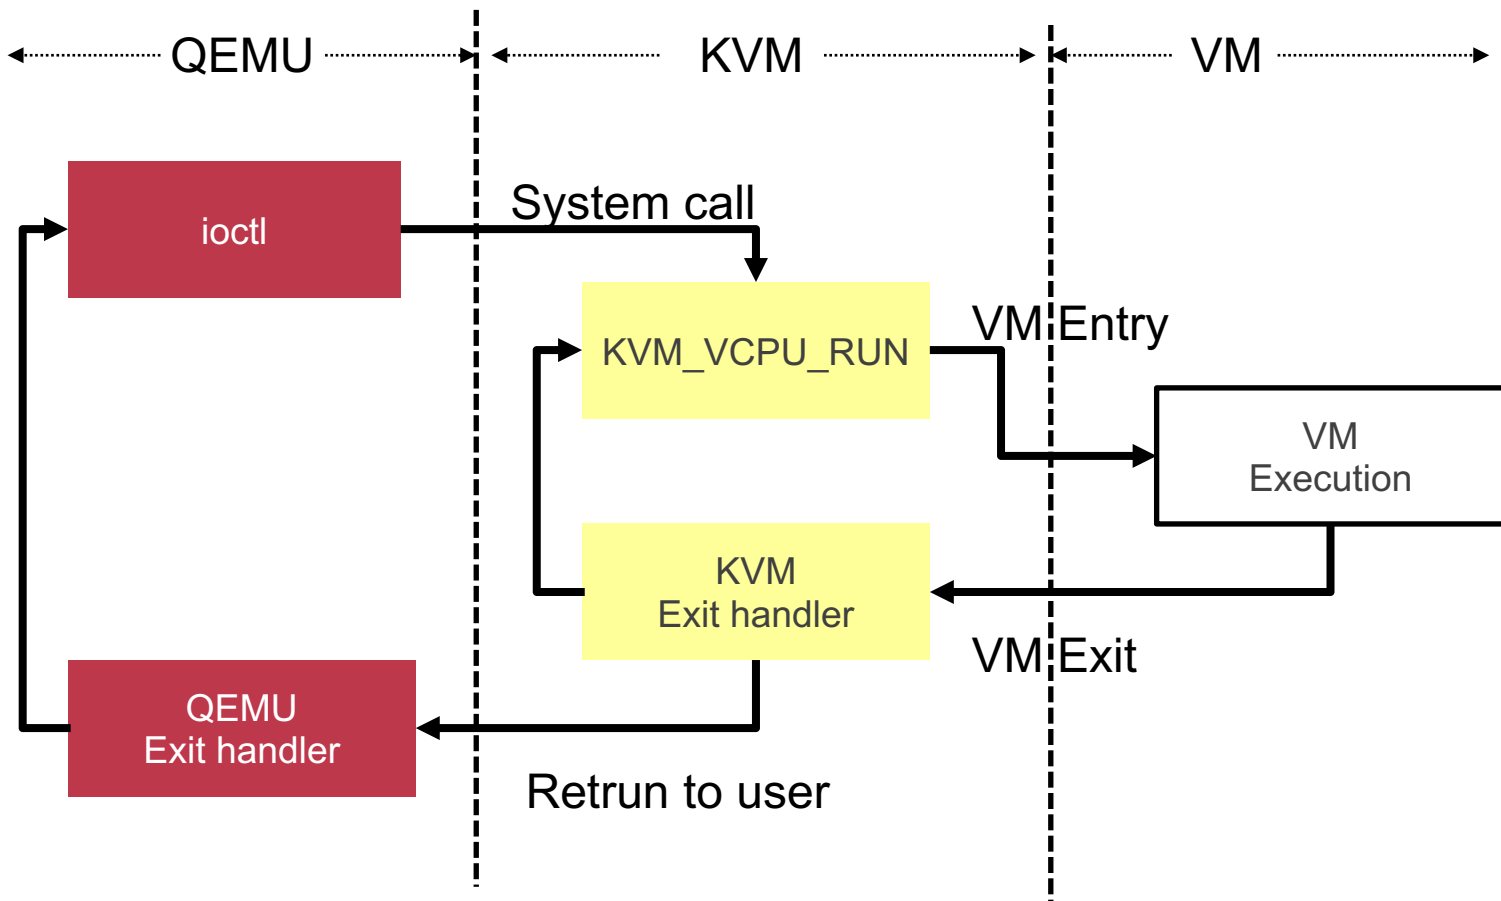 QEMU
KVM
VM
ioctl
System call
KVM_VCPU_RUN
VM Entry
VM
Execution
KVM
Exit handler
VM Exit
QEMU
Exit handler
Retrun to user